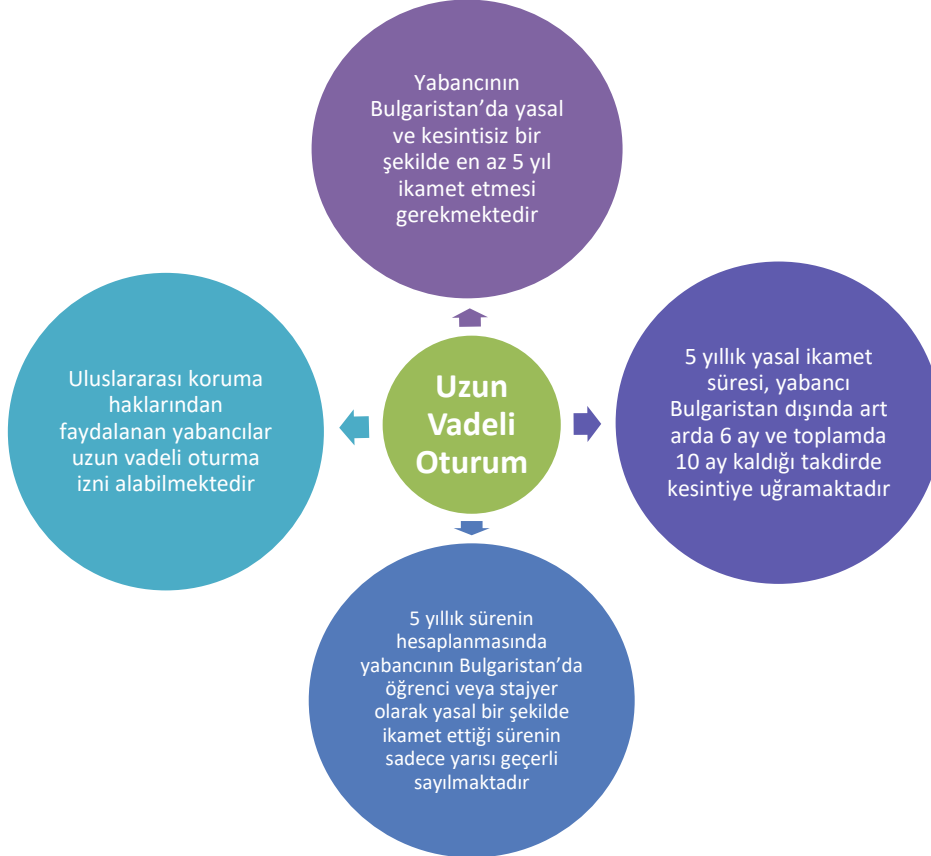 Yabancının
Bulgaristan’da yasal
ve kesintisiz bir
şekilde en az 5 yıl
ikamet etmesi
gerekmektedir
Uluslararası koruma
haklarından
faydalanan yabancılar
uzun vadeli oturma
izni alabilmektedir
Uzun
Vadeli
Oturum
5 yıllık yasal ikamet
süresi, yabancı
Bulgaristan dışında art
arda 6 ay ve toplamda
10 ay kaldığı takdirde
kesintiye uğramaktadır
5 yıllık sürenin
hesaplanmasında
yabancının Bulgaristan’da
öğrenci veya stajyer
olarak yasal bir şekilde
ikamet ettiği sürenin
sadece yarısı geçerli
sayılmaktadır